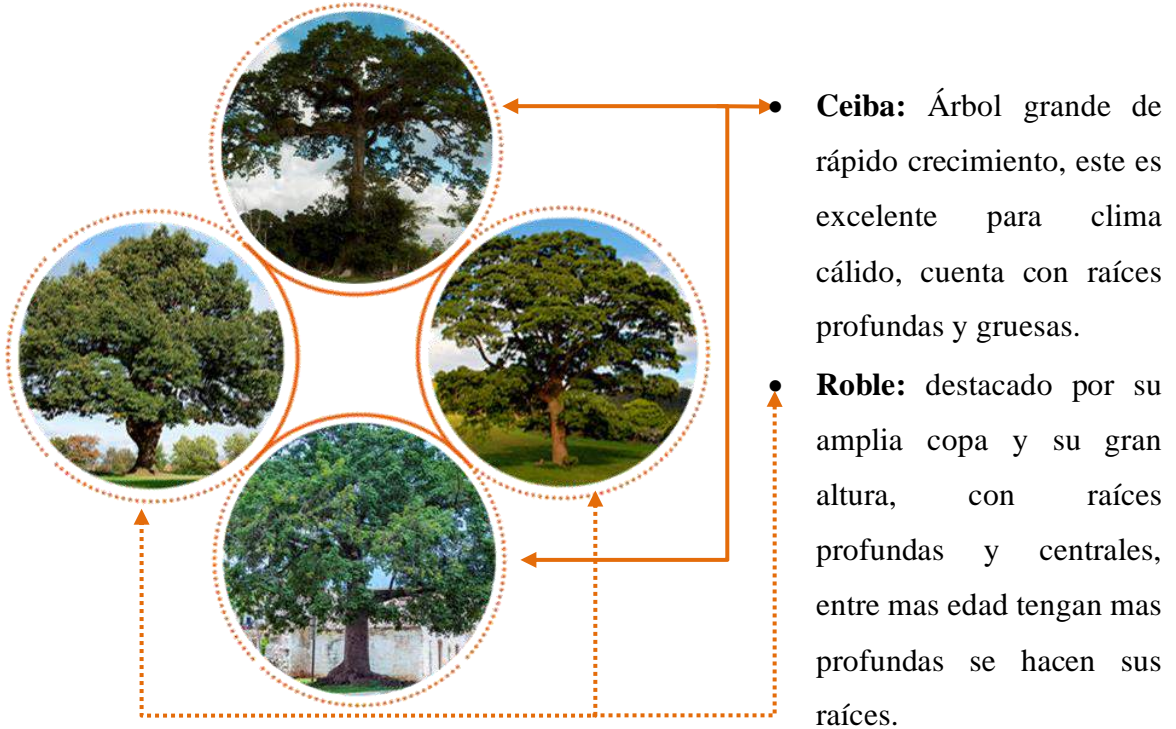 • Ceiba: Árbol grande de
rápido crecimiento, este es
excelente para clima
cálido, cuenta con raíces
profundas y gruesas.
• Roble: destacado por su
amplia copa y su gran
altura, con raíces
profundas y centrales,
entre mas edad tengan mas
profundas se hacen sus
raíces.